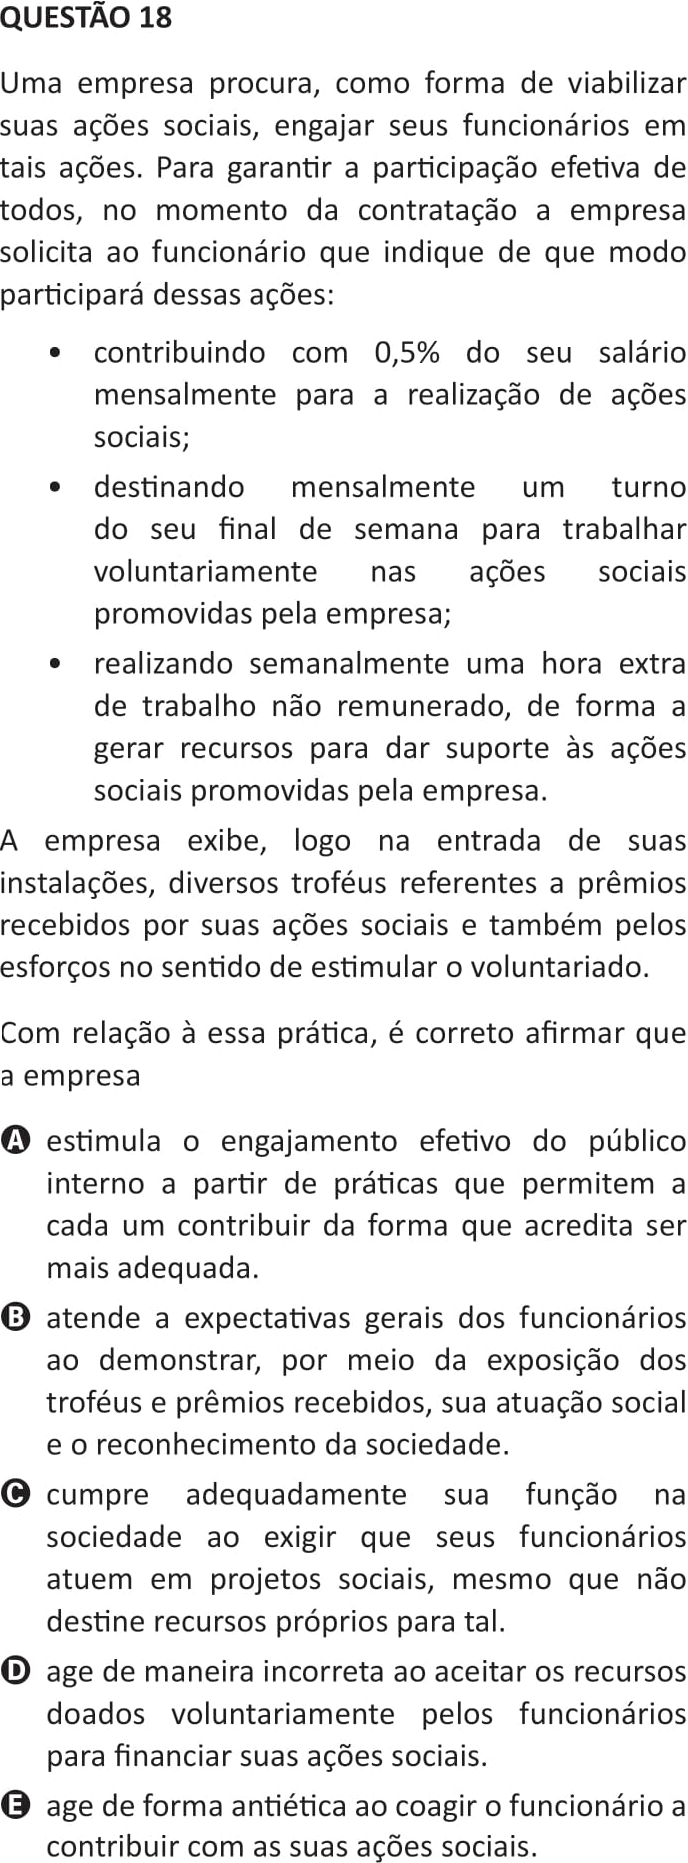 QUESTÃO 18
Uma empresa procura, como forma de viabilizar
suas ações sociais, engajar seus funcionários em
tais ações. Para garantir a participação efetiva de
todos, no momento da contratação a empresa
solicita ao funcionário que indique de que modo
participará dessas ações:
• contribuindo com 0,5% do seu salário
mensalmente para a realização de ações
sociais;
• destinando mensalmente um turno
do seu final de semana para trabalhar
voluntariamente nas ações sociais
promovidas pela empresa;
• realizando semanalmente uma hora extra
de trabalho não remunerado, de forma a
gerar recursos para dar suporte às ações
sociais promovidas pela empresa.
A empresa exibe, logo na entrada de suas
instalações, diversos troféus referentes a prêmios
recebidos por suas ações sociais e também pelos
esforços no sentido de estimular o voluntariado.
Com relação à essa prática, é correto afirmar que
a empresa
A estimula o engajamento efetivo do público
interno a partir de práticas que permitem a
cada um contribuir da forma que acredita ser
mais adequada.
B atende a expectativas gerais dos funcionários
ao demonstrar, por meio da exposição dos
troféus e prêmios recebidos, sua atuação social
e o reconhecimento da sociedade.
C cumpre adequadamente sua função na
sociedade ao exigir que seus funcionários
atuem em projetos sociais, mesmo que não
destine recursos próprios para tal.
D age de maneira incorreta ao aceitar os recursos
doados voluntariamente pelos funcionários
para financiar suas ações sociais.
E age de forma antiética ao coagir o funcionário a
contribuir com as suas ações sociais.